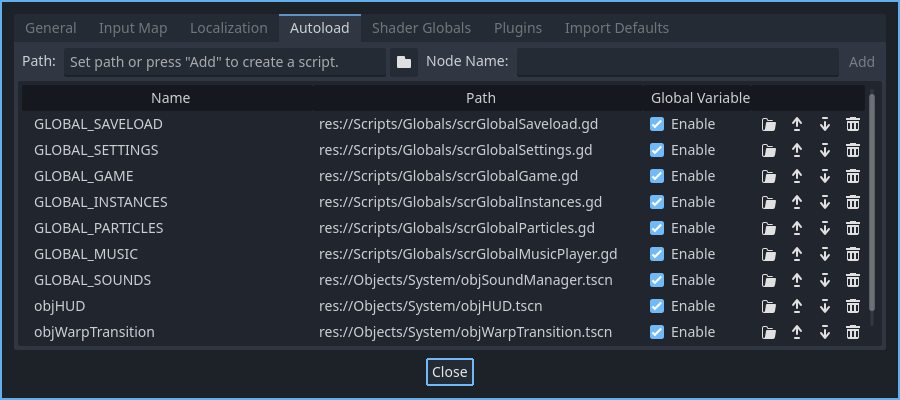 General Input Map Localization Autoload Shader Globals Plugins Import Defaults
Path: Set path or press "Add" to create a script. Node Name: Add
Name Path Global Variable
GLOBAL_SAVELOAD res://Scripts/Globals/scrGlobalSaveload.gd Enable
GLOBAL_SETTINGS res://Scripts/Globals/scrGlobalSettings.gd Enable
GLOBAL_GAME res://Scripts/Globals/scrGlobalGame.gd Enable
GLOBAL_INSTANCES res://Scripts/Globals/scrGlobalInstances.gd Enable
GLOBAL_PARTICLES res://Scripts/Globals/scrGlobalParticles.gd Enable
GLOBAL_MUSIC res://Scripts/Globals/scrGlobalMusicPlayer.gd Enable
GLOBAL_SOUNDS res://Objects/System/objSoundManager.tscn Enable
objHUD res://Objects/System/objHUD.tscn Enable
objWarpTransition res://Objects/System/objWarpTransition.tscn Enable
Close